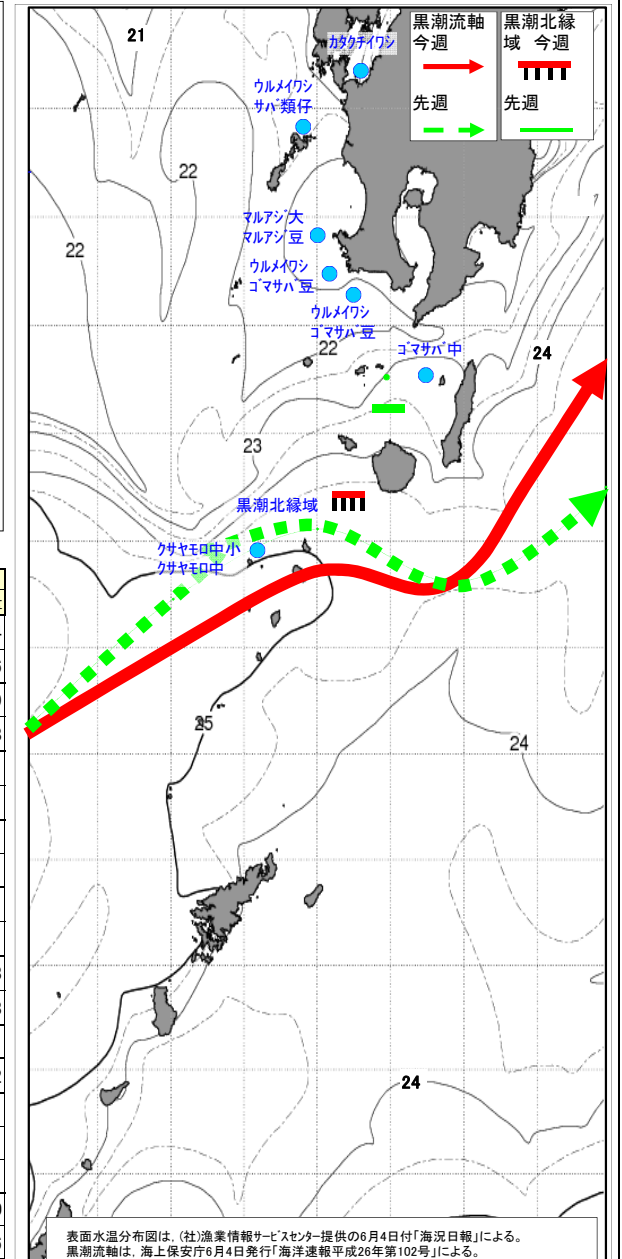 21
カタクチイワシ
黒潮流軸
今週
先週
黒潮北縁
域 今週
先週
ウルメイワシ
サバ類仔
22
22
マルアジ大
マルアジ豆
ウルメイワシ
ゴマサバ豆
ウルメイワシ
ゴマサバ豆
22
ゴマサバ中
24
23
黒潮北縁域
クサヤモロ中小
クサヤモロ中
25
24
24
表面水温分布図は，(社)漁業情報サービスセンター提供の6月4日付「海況日報」による。
黒潮流軸は，海上保安庁6月4日発行「海洋速報平成26年第102号」による。